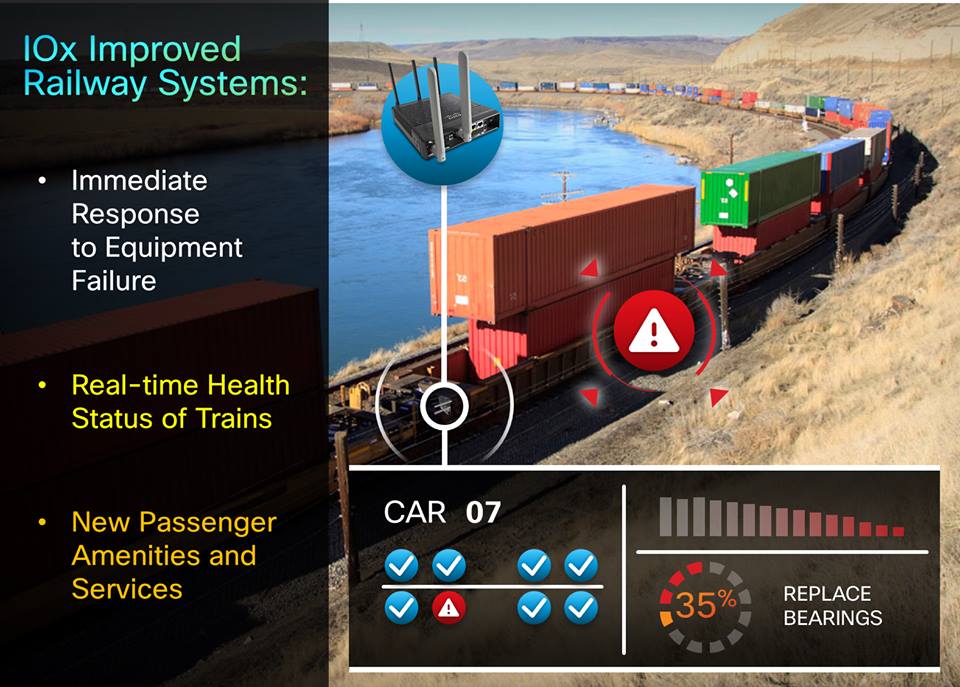 IOx Improved
Railway Systems:
• Immediate
Response
to Equipment
Failure
• Real-time Health
Status of Trains
• New Passenger
Amenities and
Services
CAR 07
35%
REPLACE
BEARINGS